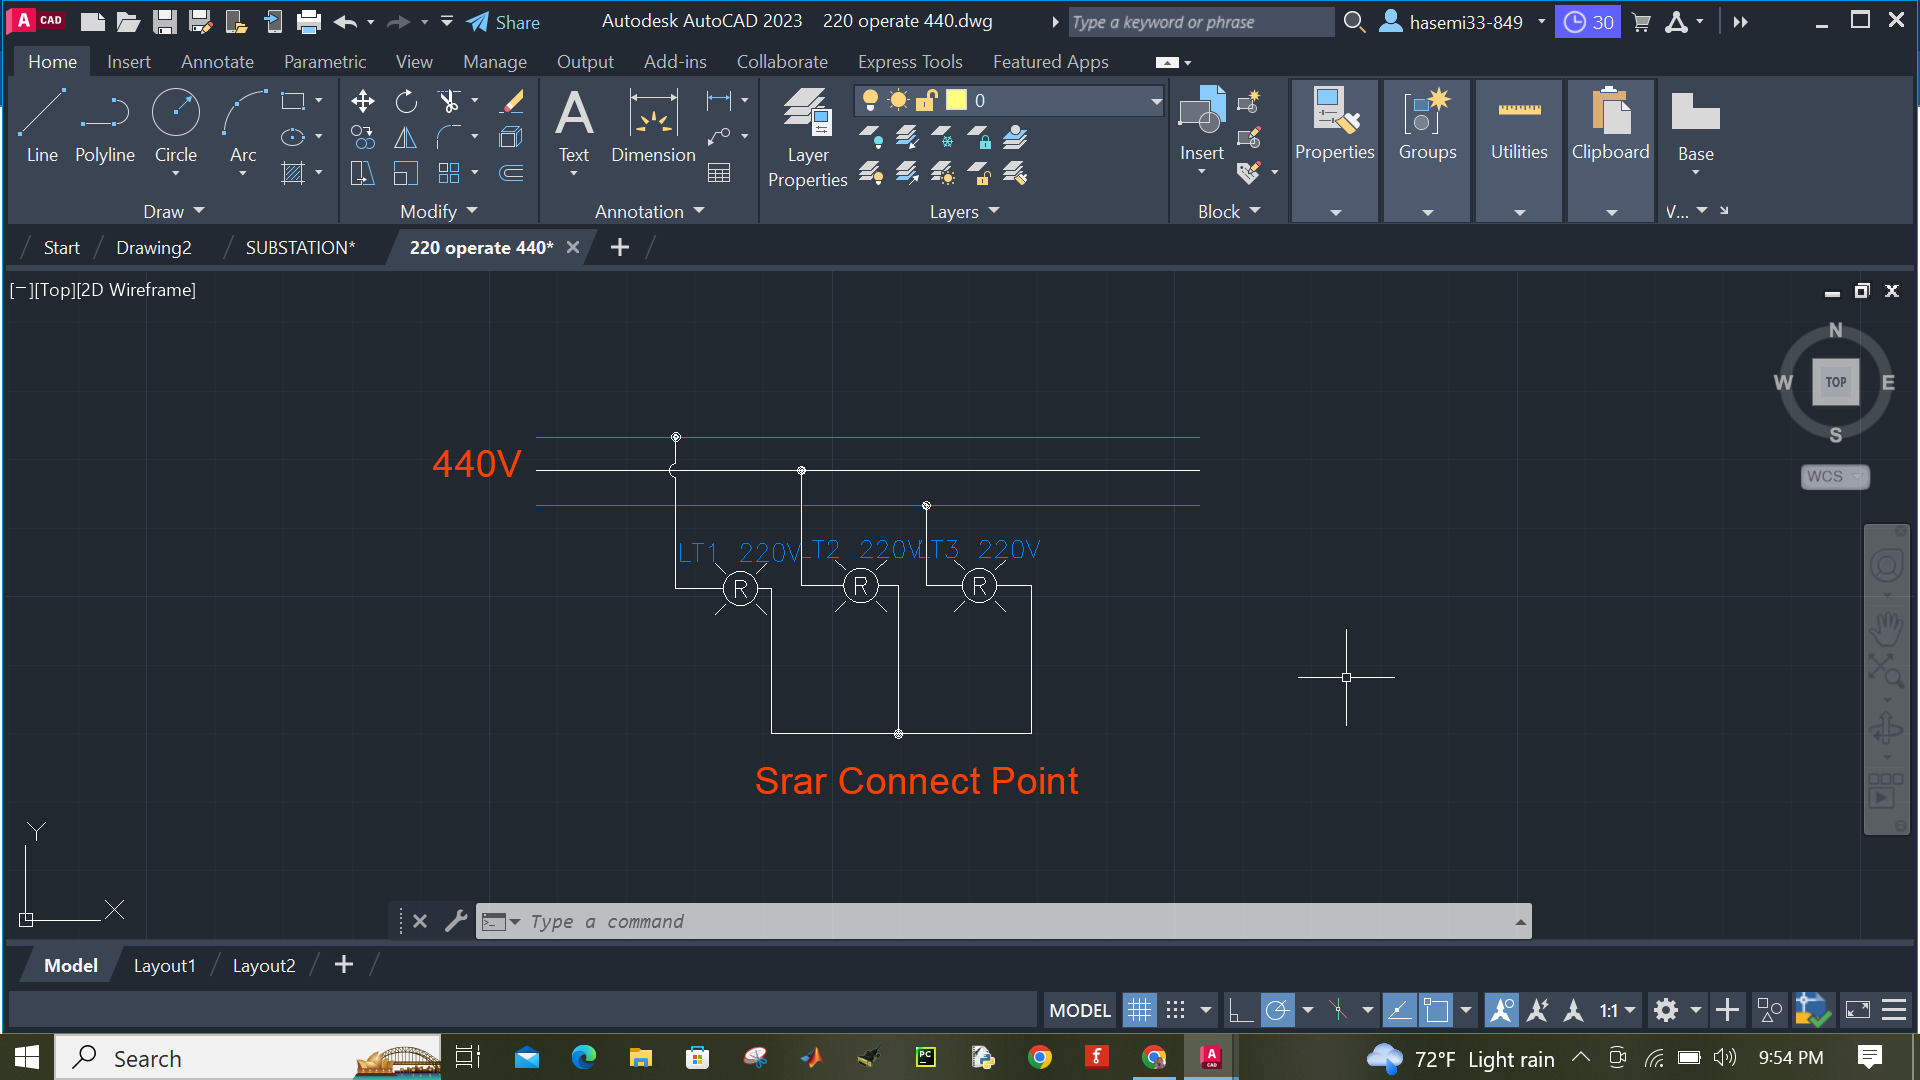 A CAD Share Autodesk AutoCAD 2023 220 operate 440.dwg Type a keyword or phrase hasemi33-849 30
Home Insert Annotate Parametric View Manage Output Add-ins Collaborate Express Tools Featured Apps
0
Line Polyline Circle Arc Text Dimension Layer Properties Insert Properties Groups Utilities Clipboard Base
Draw Modify Annotation Layers Block V...
Start Drawing2 SUBSTATION* 220 operate 440*
[−][Top][2D Wireframe]
N
W TOP E
S
WCS
440V
LT1 220V LT2 220V LT3 220V
R R R
Srar Connect Point
Y
X
Type a command
Model Layout1 Layout2
MODEL 1:1
Search PC 72°F Light rain 9:54 PM